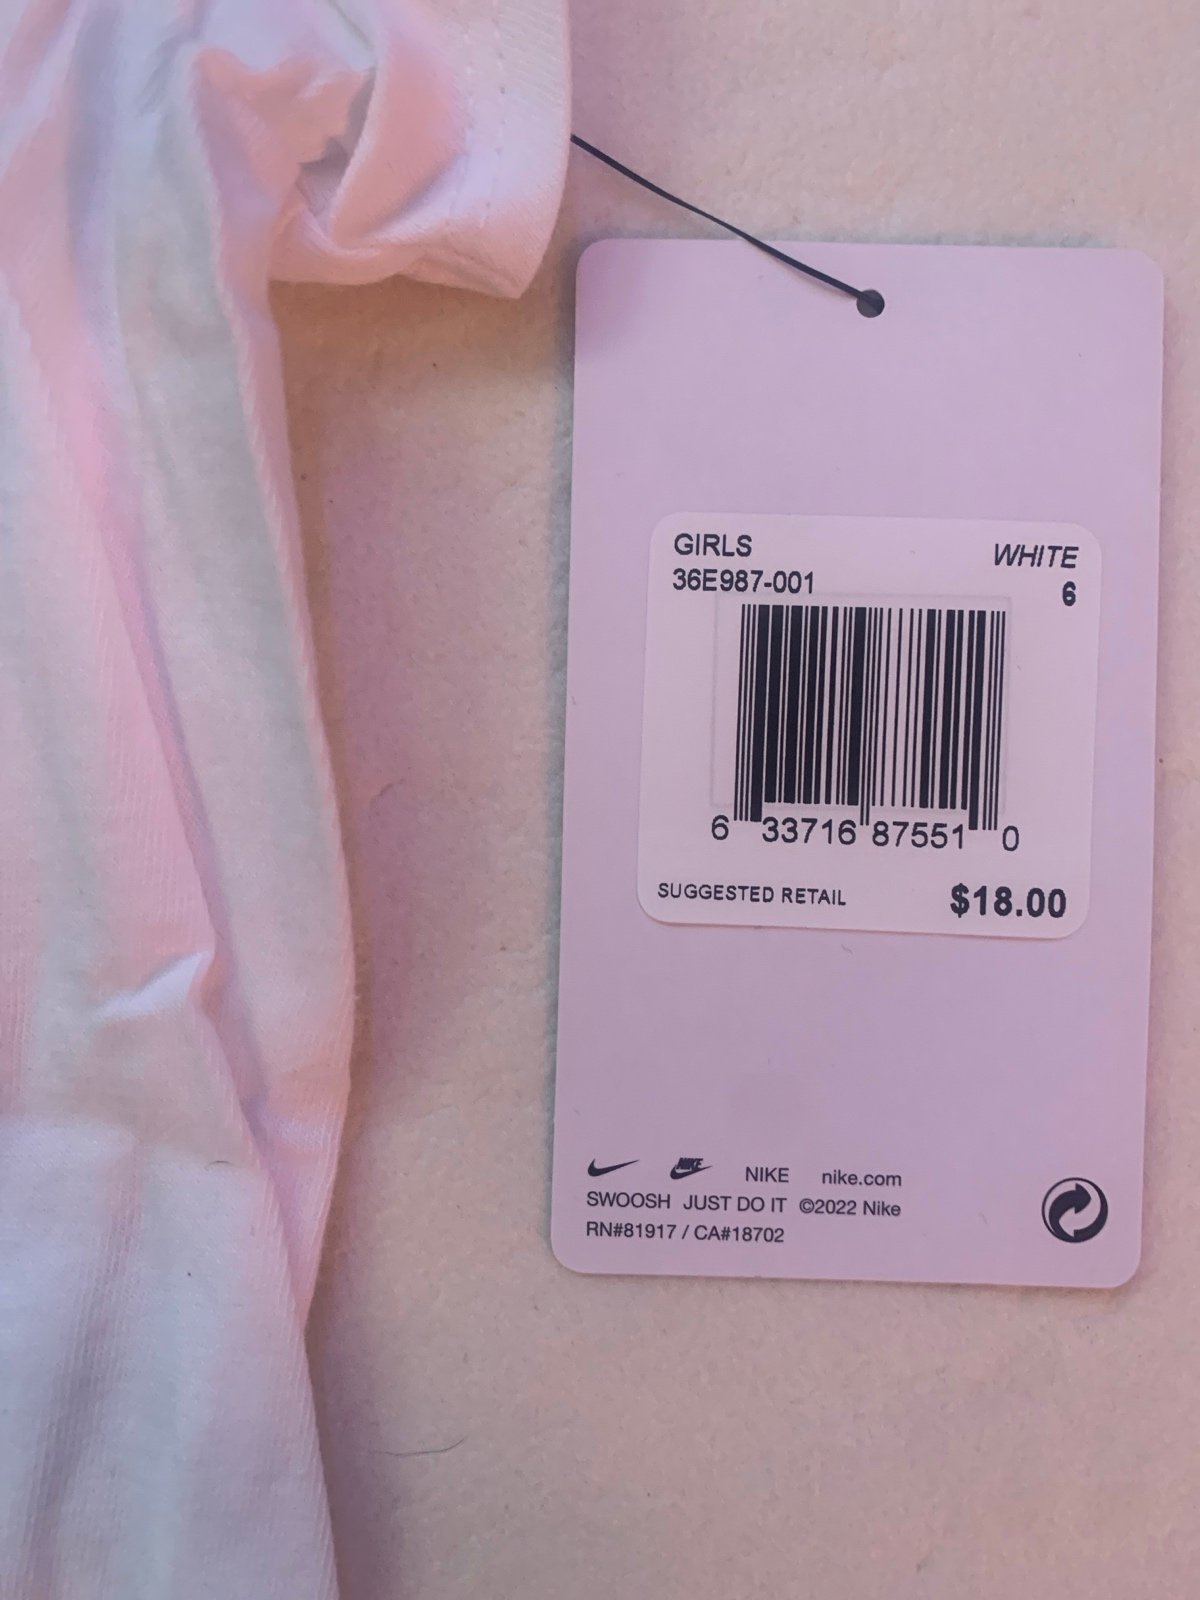 GIRLS WHITE
36E987-001 6
6 33716 87551 0
SUGGESTED RETAIL $18.00
NIKE NIKE nike.com
SWOOSH JUST DO IT ©2022 Nike
RN#81917 / CA#18702